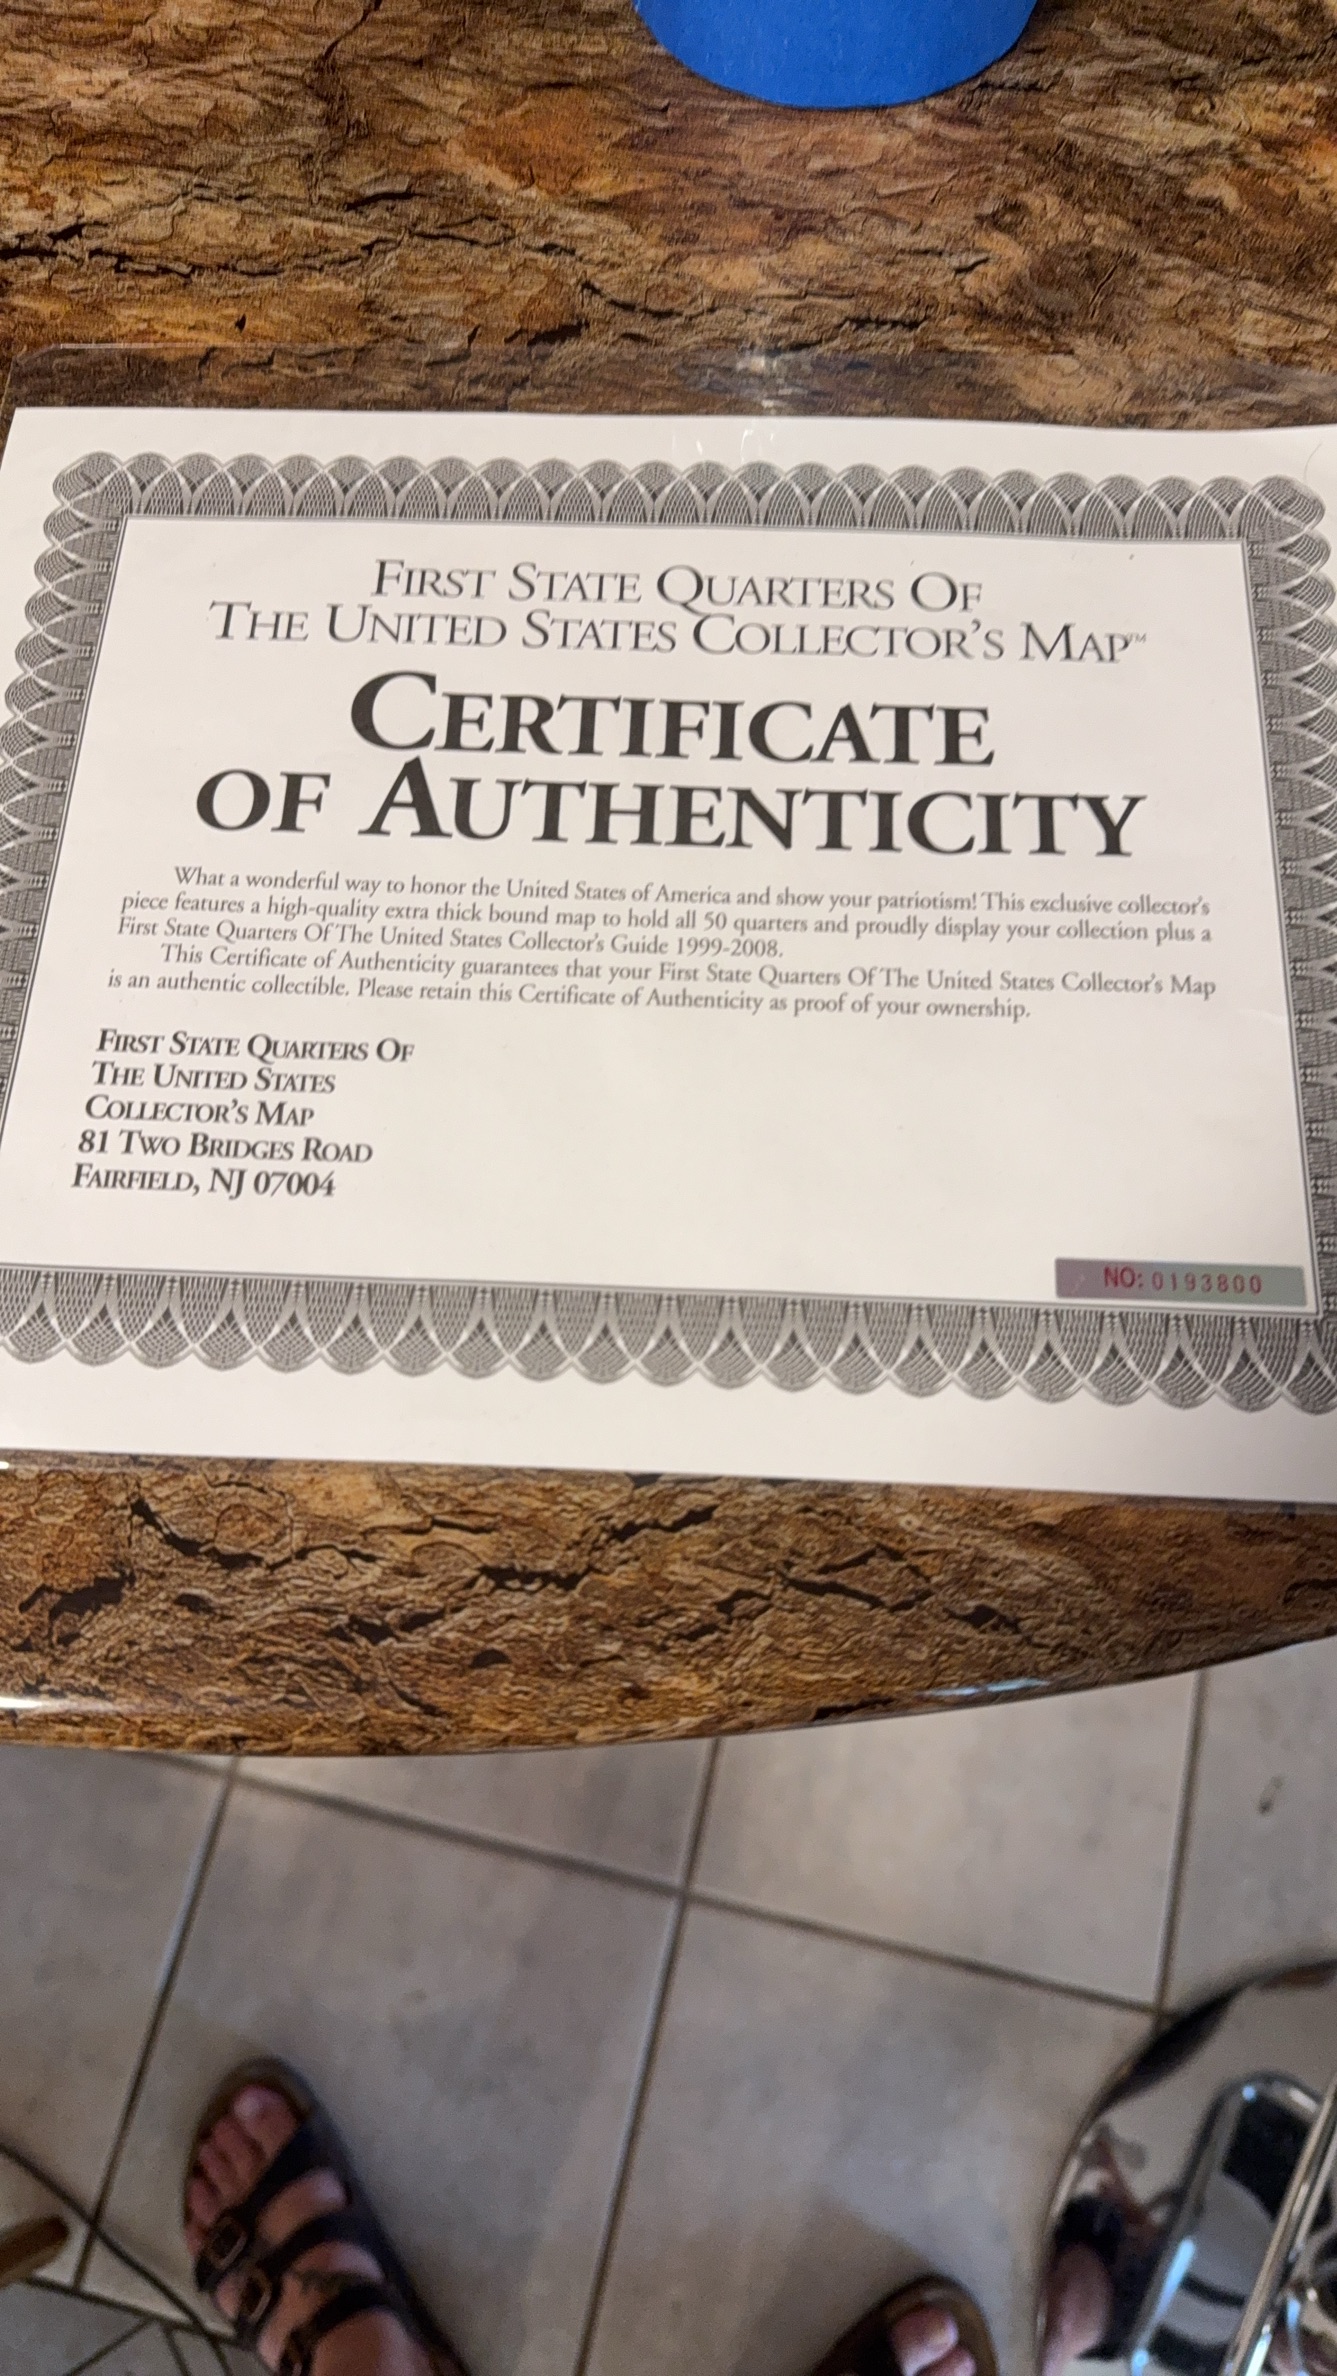 FIRST STATE QUARTERS OF
THE UNITED STATES COLLECTOR'S MAP™
CERTIFICATE
OF AUTHENTICITY
What a wonderful way to honor the United States of America and show your patriotism! This exclusive collector's
piece features a high-quality extra thick bound map to hold all 50 quarters and proudly display your collection plus a
First State Quarters Of The United States Collector's Guide 1999-2008.
This Certificate of Authenticity guarantees that your First State Quarters Of The United States Collector's Map
is an authentic collectible. Please retain this Certificate of Authenticity as proof of your ownership.
FIRST STATE QUARTERS OF
THE UNITED STATES
COLLECTOR'S MAP
81 TWO BRIDGES ROAD
FAIRFIELD, NJ 07004
NO: 0193800